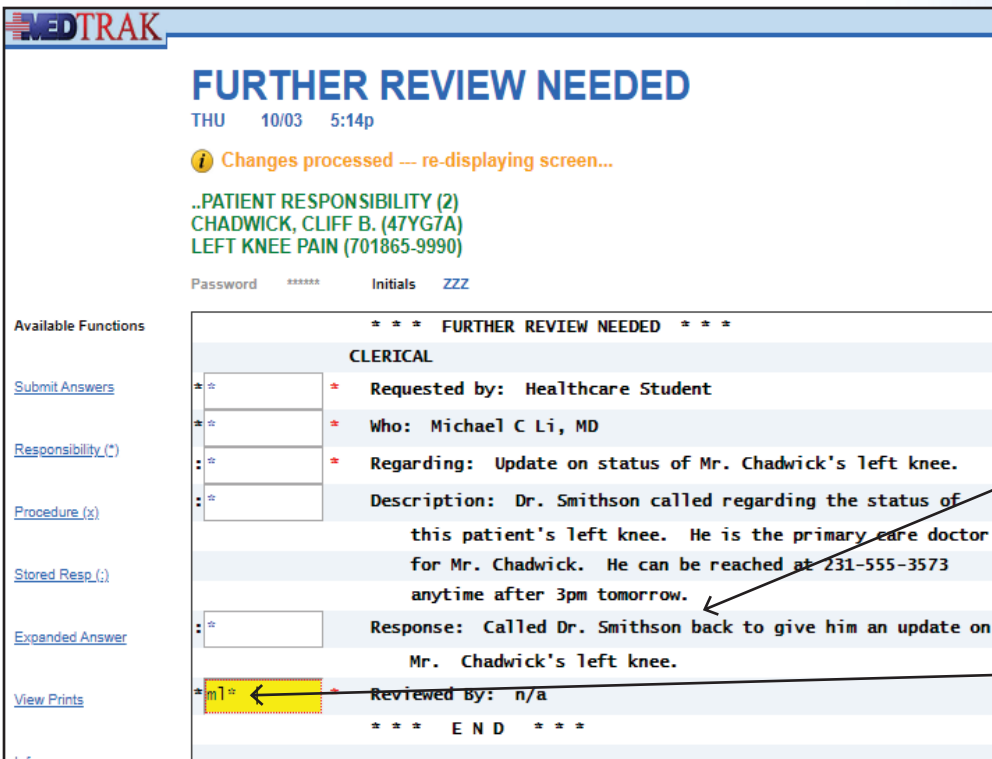 MEDTRAK
FURTHER REVIEW NEEDED
THU 10/03 5:14p
i Changes processed --- re-displaying screen...
..PATIENT RESPONSIBILITY (2)
CHADWICK, CLIFF B. (47YG7A)
LEFT KNEE PAIN (701865-9990)
Password ****** Initials ZZZ
Available Functions
* * * FURTHER REVIEW NEEDED * * *
CLERICAL
Submit Answers
** * Requested by: Healthcare Student
** * Who: Michael C Li, MD
Responsibility (*)
:* * Regarding: Update on status of Mr. Chadwick's left knee.
:* Description: Dr. Smithson called regarding the status of
Procedure (x)
this patient's left knee. He is the primary care doctor
for Mr. Chadwick. He can be reached at 231-555-3573
Stored Resp (:)
anytime after 3pm tomorrow.
:* Response: Called Dr. Smithson back to give him an update on
Expanded Answer
Mr. Chadwick's left knee.
*ml* * Reviewed By: n/a
View Prints
* * * E N D * * *